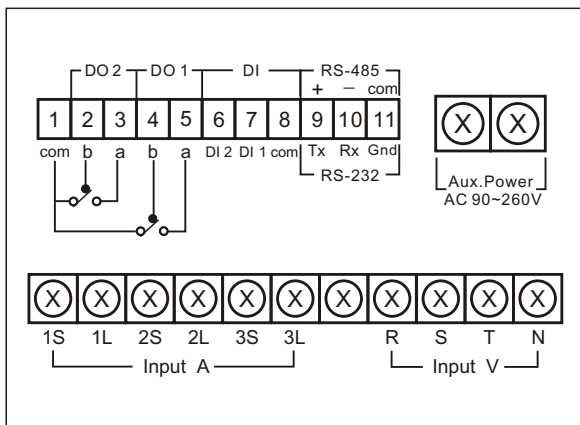 DO 2 DO 1 DI RS-485
+ − com
1 2 3 4 5 6 7 8 9 10 11
com b a b a DI 2 DI 1 com Tx Rx Gnd
RS-232
X X
Aux.Power
AC 90~260V
X X X X X X X X X X X
1S 1L 2S 2L 3S 3L R S T N
Input A Input V